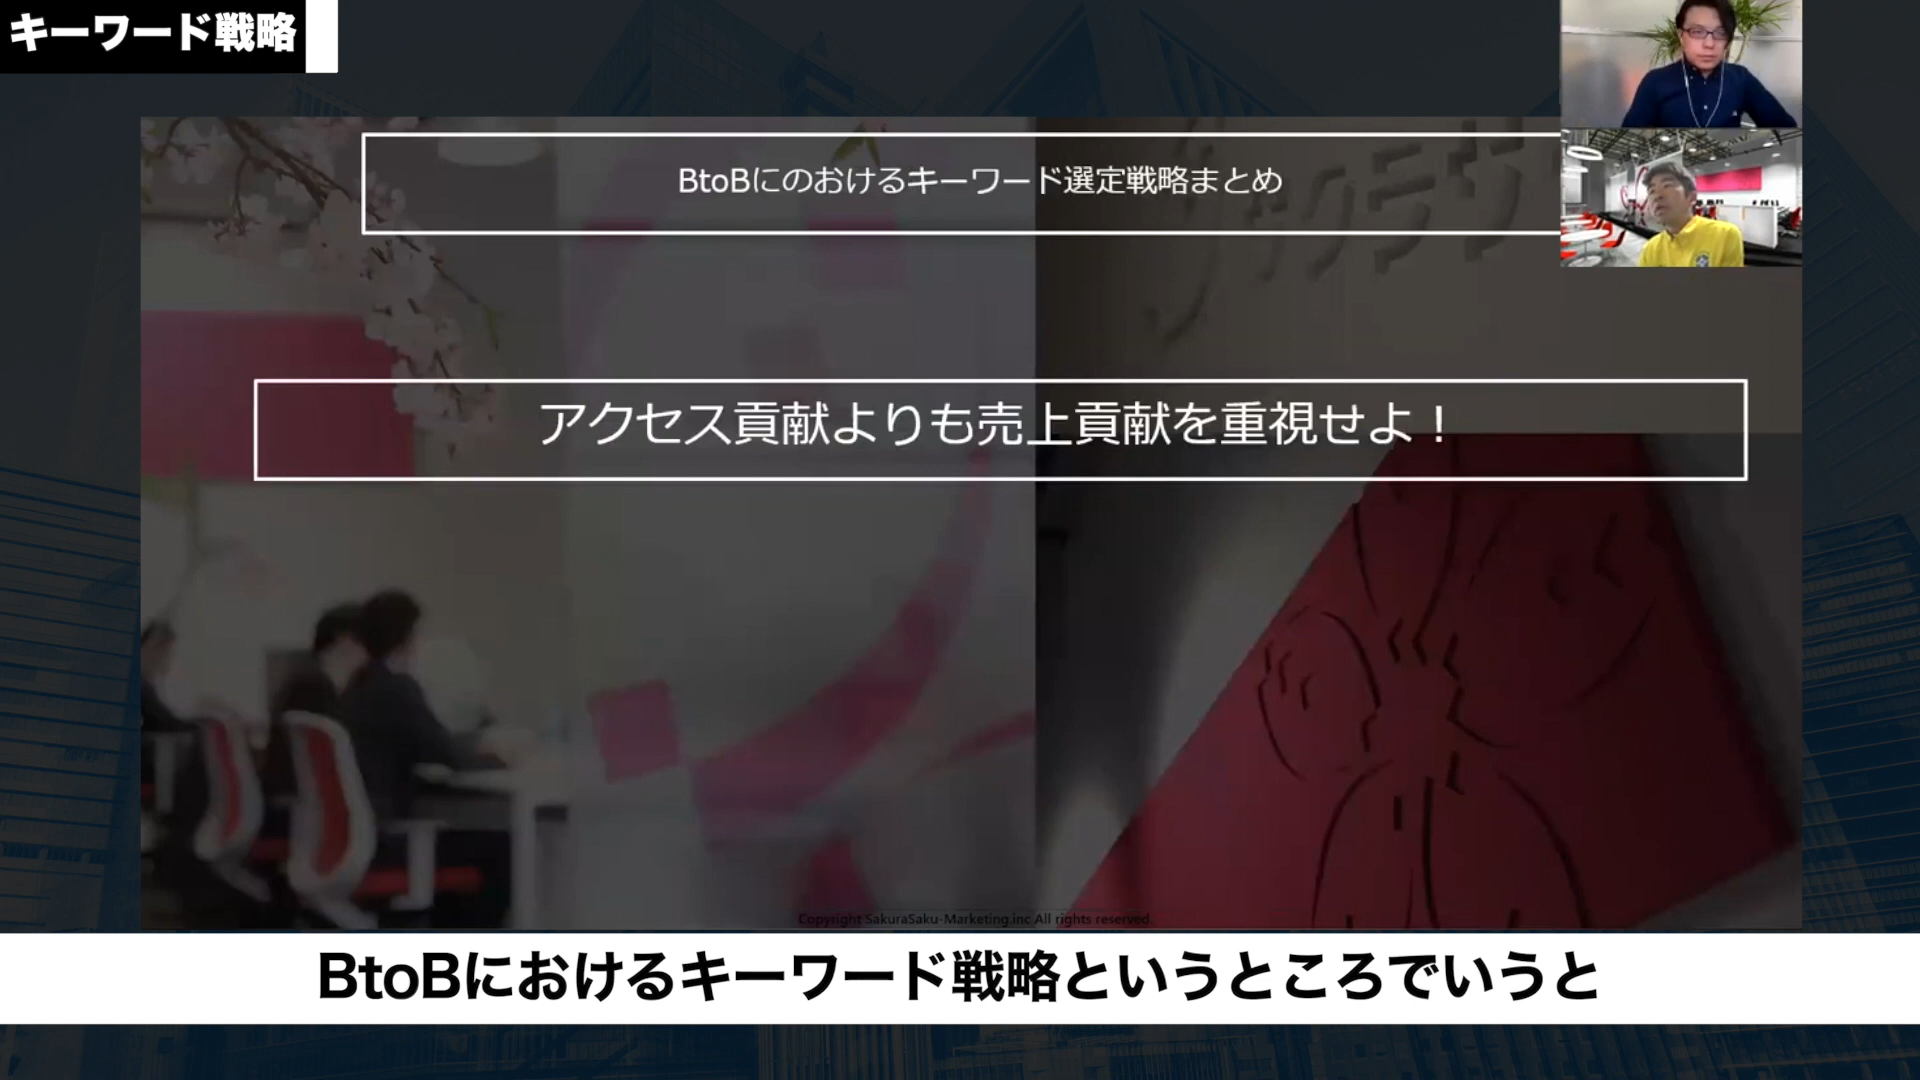 キーワード戦略
BtoBにのおけるキーワード選定戦略まとめ
アクセス貢献よりも売上貢献を重視せよ！
Copyright SakuraSaku-Marketing.inc All rights reserved.
BtoBにおけるキーワード戦略というところでいうと